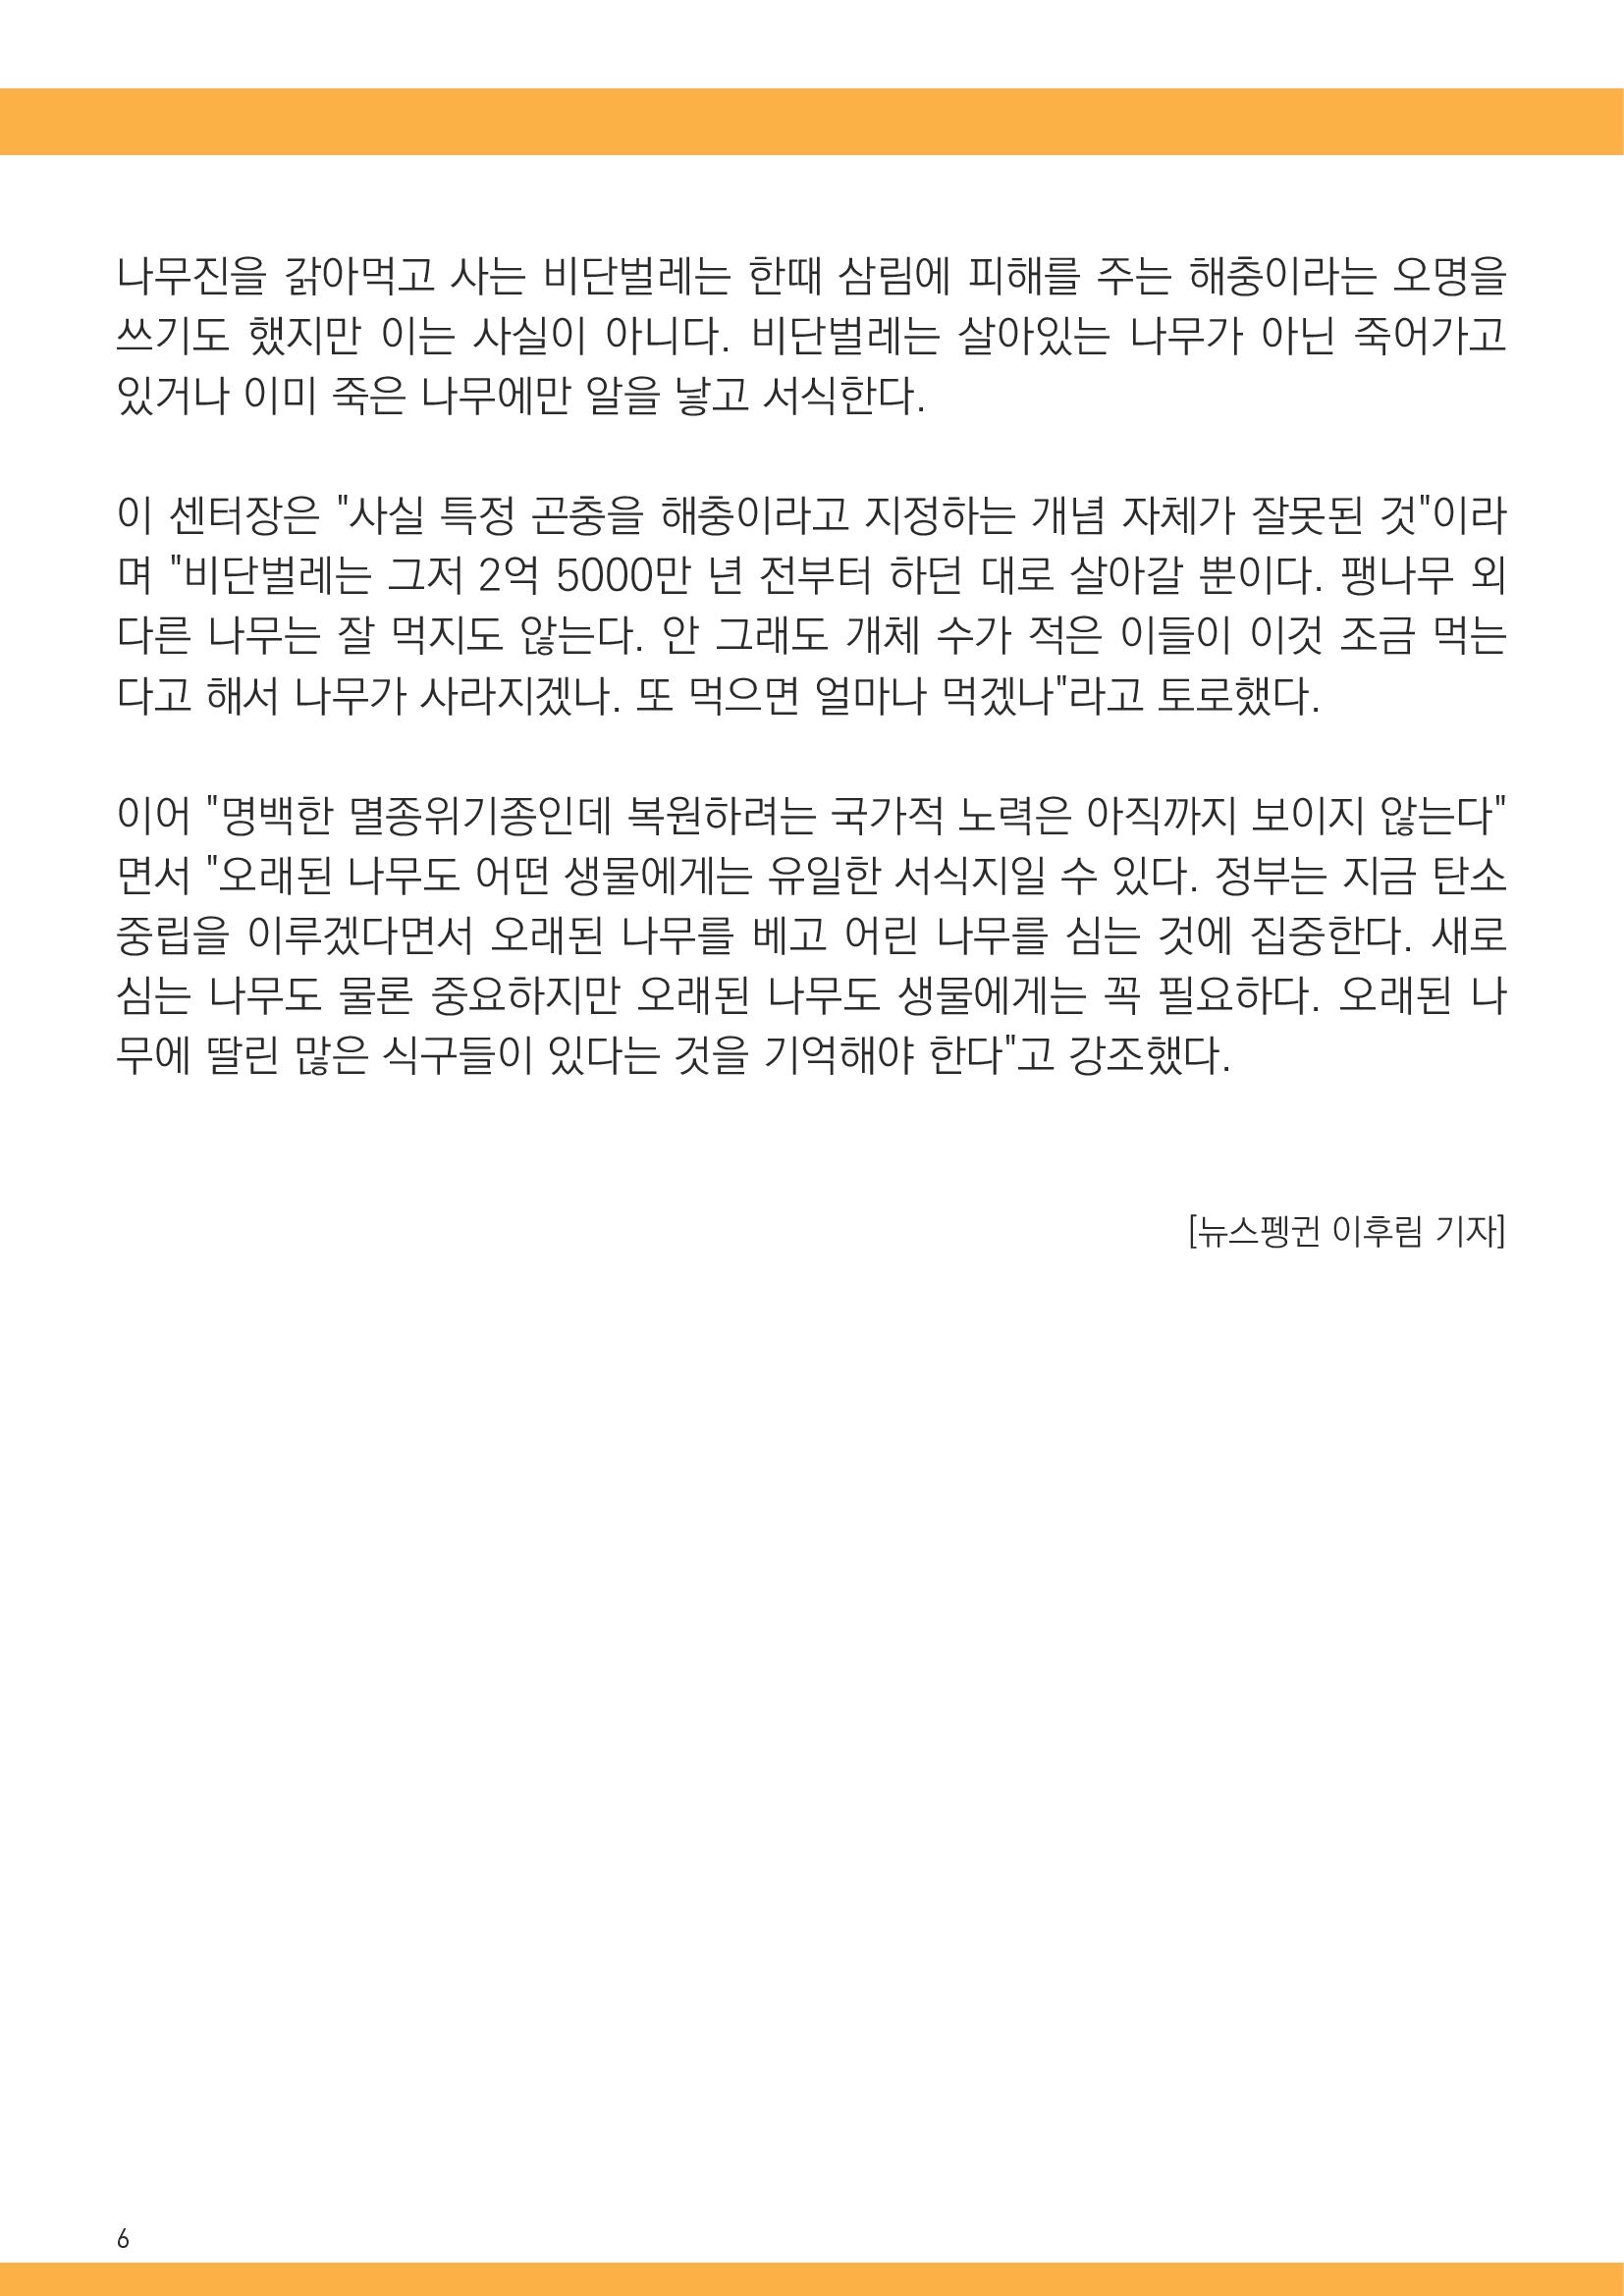 나무진을 갉아먹고 사는 비단벌레는 한때 삼림에 피해를 주는 해충이라는 오명을
쓰기도 했지만 이는 사실이 아니다. 비단벌레는 살아있는 나무가 아닌 죽어가고
있거나 이미 죽은 나무에만 알을 낳고 서식한다.
이 센터장은 "사실 특정 곤충을 해충이라고 지정하는 개념 자체가 잘못된 것"이라
며 "비단벌레는 그저 2억 5000만 년 전부터 하던 대로 살아갈 뿐이다. 팽나무 외
다른 나무는 잘 먹지도 않는다. 안 그래도 개체 수가 적은 이들이 이것 조금 먹는
다고 해서 나무가 사라지겠나. 또 먹으면 얼마나 먹겠나"라고 토로했다.
이어 "명백한 멸종위기종인데 복원하려는 국가적 노력은 아직까지 보이지 않는다"
면서 "오래된 나무도 어떤 생물에게는 유일한 서식지일 수 있다. 정부는 지금 탄소
중립을 이루겠다면서 오래된 나무를 베고 어린 나무를 심는 것에 집중한다. 새로
심는 나무도 물론 중요하지만 오래된 나무도 생물에게는 꼭 필요하다. 오래된 나
무에 딸린 많은 식구들이 있다는 것을 기억해야 한다"고 강조했다.
[뉴스펭귄 이후림 기자]
6